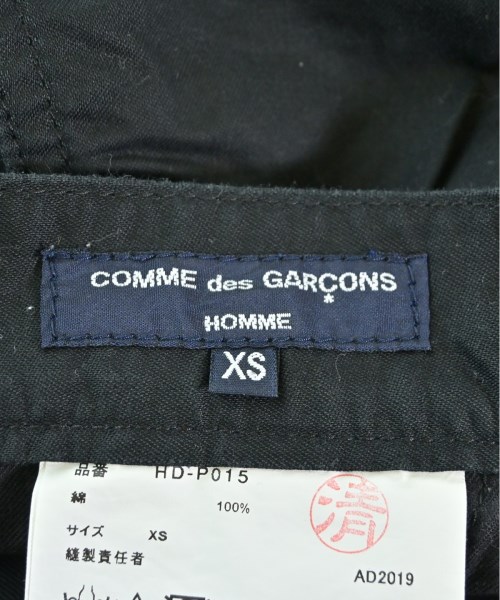 COMME des GARÇONS
*
HOMME
XS
品番 HD-P015
綿 100%
サイズ XS
縫製責任者
清
AD2019